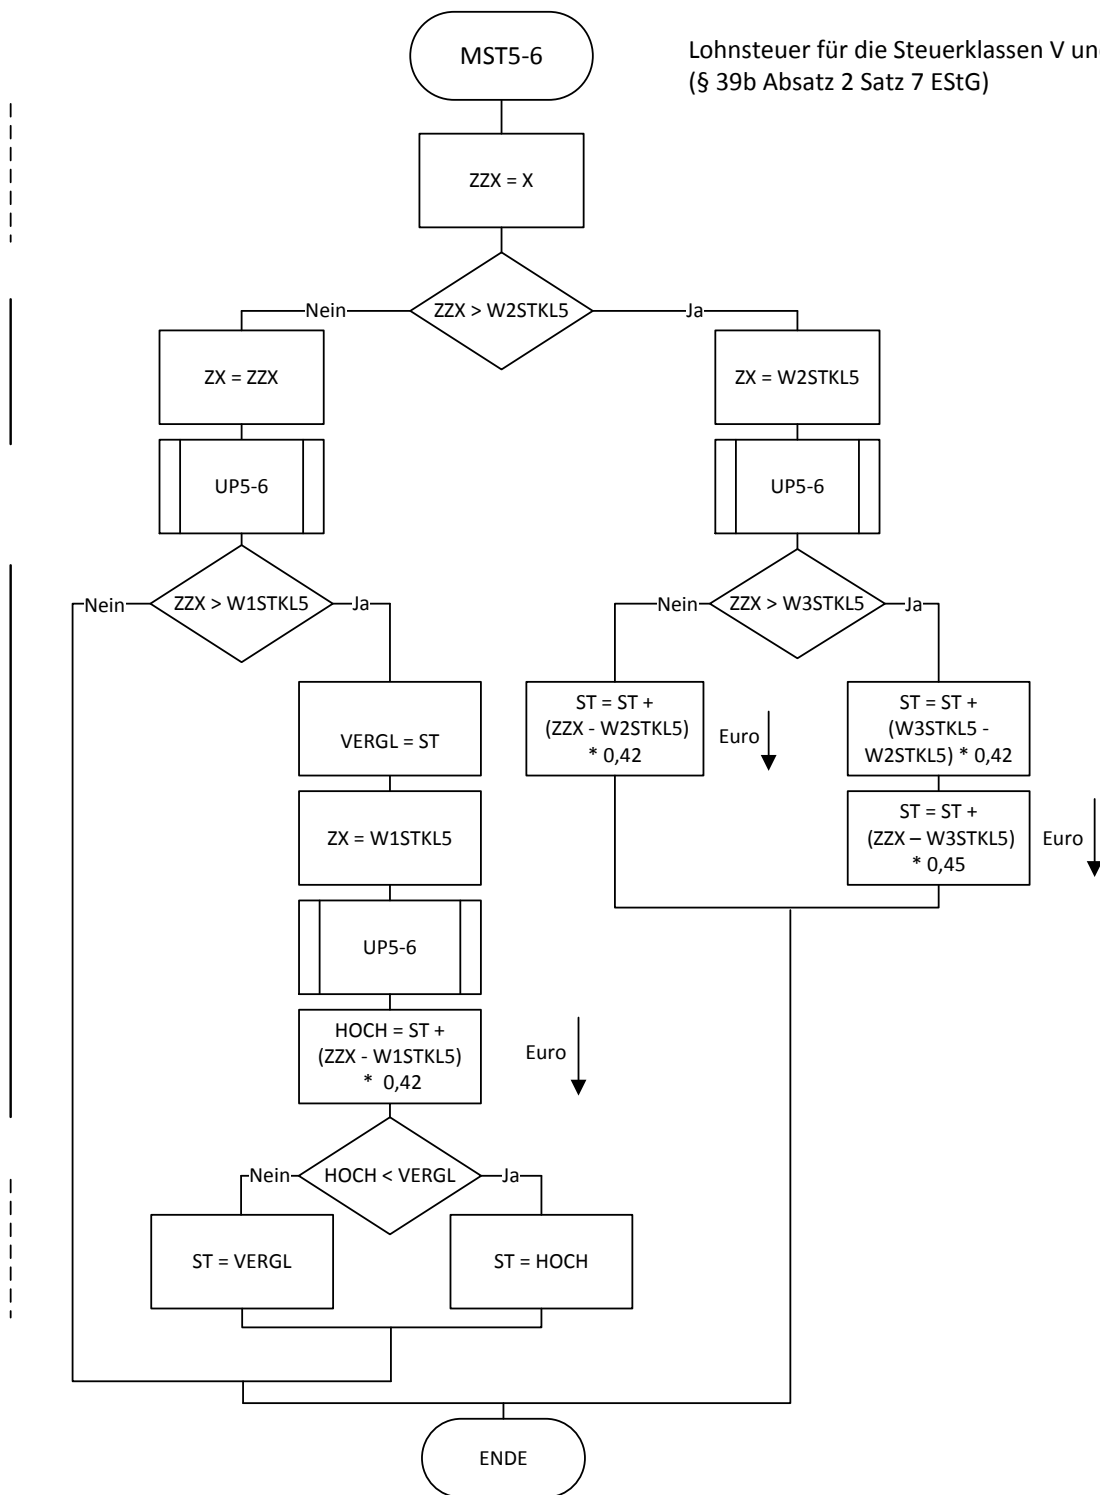 MST5-6
Lohnsteuer für die Steuerklassen V
(§ 39b Absatz 2 Satz 7 EStG)
ZZX = X
Nein
ZZX > W2STKL5
Ja
ZX = ZZX
ZX = W2STKL5
UP5-6
UP5-6
Nein
ZZX > W1STKL5
Ja
Nein
ZZX > W3STKL5
Ja
VERGL = ST
ST = ST +
(ZZX - W2STKL5)
* 0,42
Euro
ST = ST +
(W3STKL5 -
W2STKL5) * 0,42
ZX = W1STKL5
ST = ST +
(ZZX – W3STKL5)
* 0,45
Euro
UP5-6
HOCH = ST +
(ZZX - W1STKL5)
* 0,42
Euro
Nein
HOCH < VERGL
Ja
ST = VERGL
ST = HOCH
ENDE